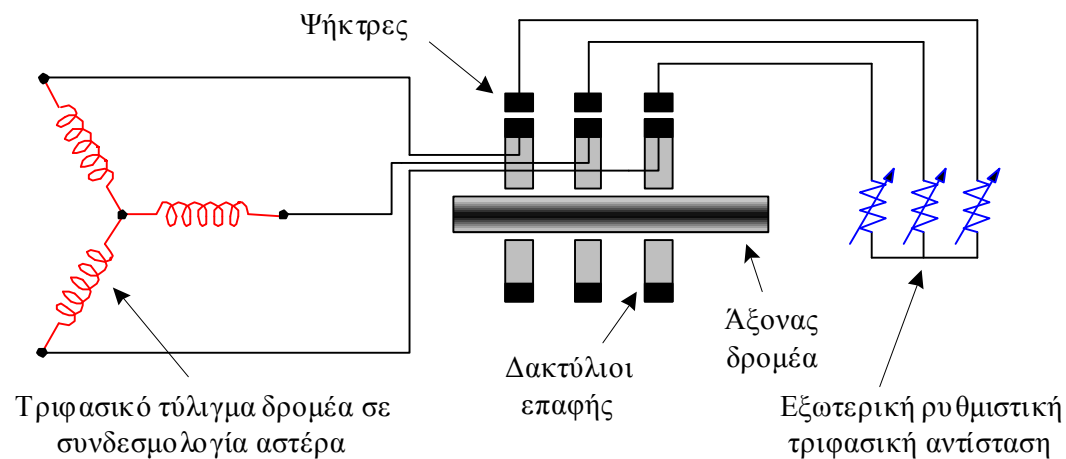 Ψήκτρες
Άξονας
δρομέα
Δακτύλιοι
επαφής
Τριφασικό τύλιγμα δρομέα σε
συνδεσμολογία αστέρα
Εξωτερική ρυθμιστική
τριφασική αντίσταση